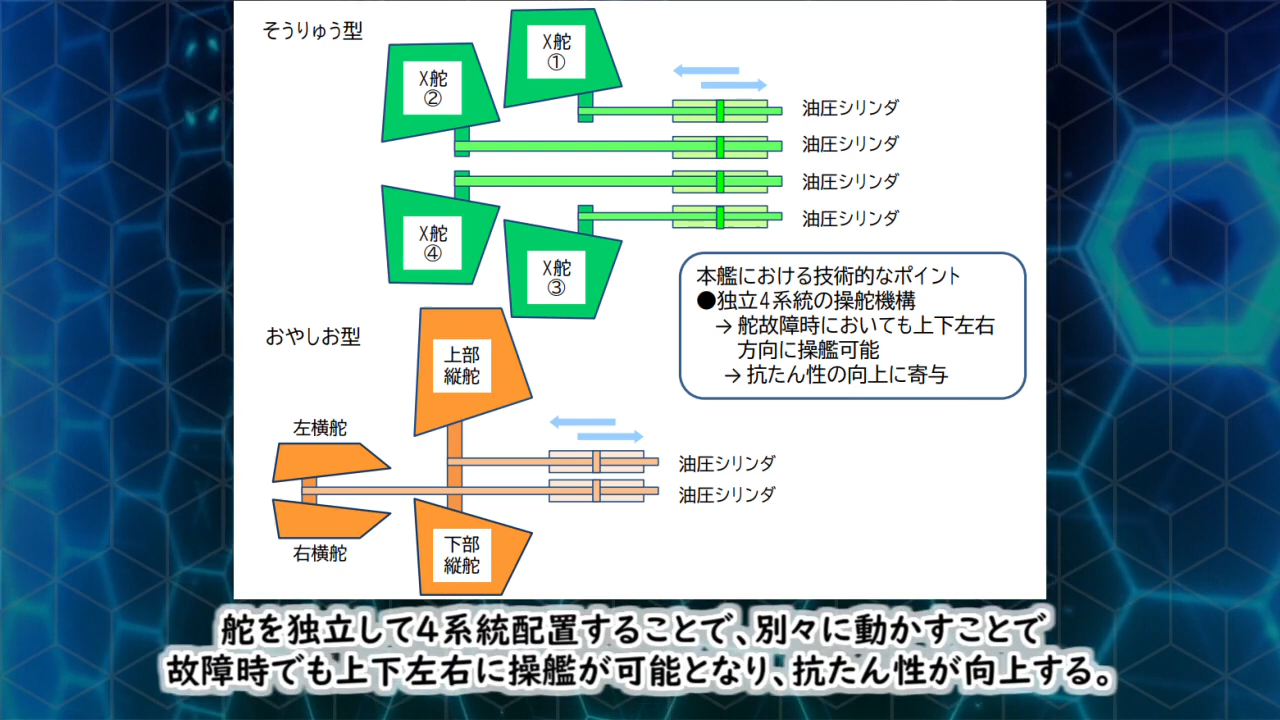 そうりゅう型
X舵
①
X舵
②
油圧シリンダ
油圧シリンダ
油圧シリンダ
油圧シリンダ
X舵
④
X舵
③
本艦における技術的なポイント
●独立4系統の操舵機構
→ 舵故障時においても上下左右
方向に操艦可能
→ 抗たん性の向上に寄与
おやしお型
上部
縦舵
左横舵
油圧シリンダ
油圧シリンダ
右横舵
下部
縦舵
舵を独立して4系統配置することで、別々に動かすことで
故障時でも上下左右に操艦が可能となり、抗たん性が向上する。